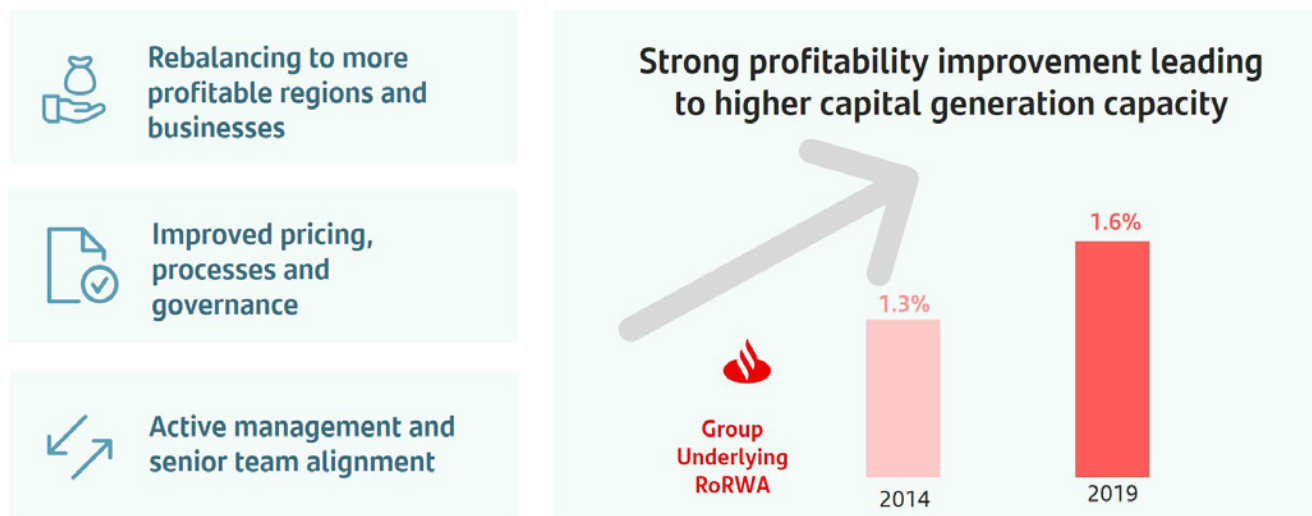 Rebalancing to more
profitable regions and
businesses
Improved pricing,
processes and
governance
Active management and
senior team alignment
Strong profitability improvement leading
to higher capital generation capacity
Group
Underlying
RoRWA
1.3%
2014
1.6%
2019